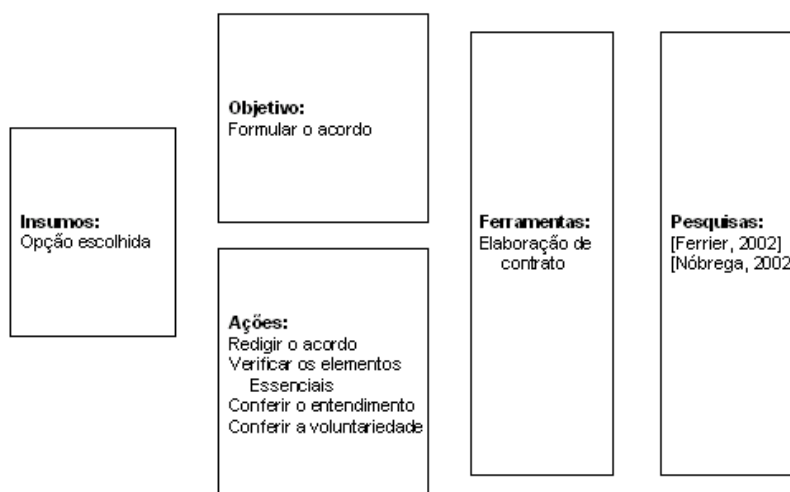 Insumos:
Opção escolhida
Objetivo:
Formular o acordo
Ações:
Redigir o acordo
Verificar os elementos
Essenciais
Conferir o entendimento
Conferir a voluntariedade
Ferramentas:
Elaboração de
contrato
Pesquisas:
[Ferrier, 2002]
[Nóbrega, 2002